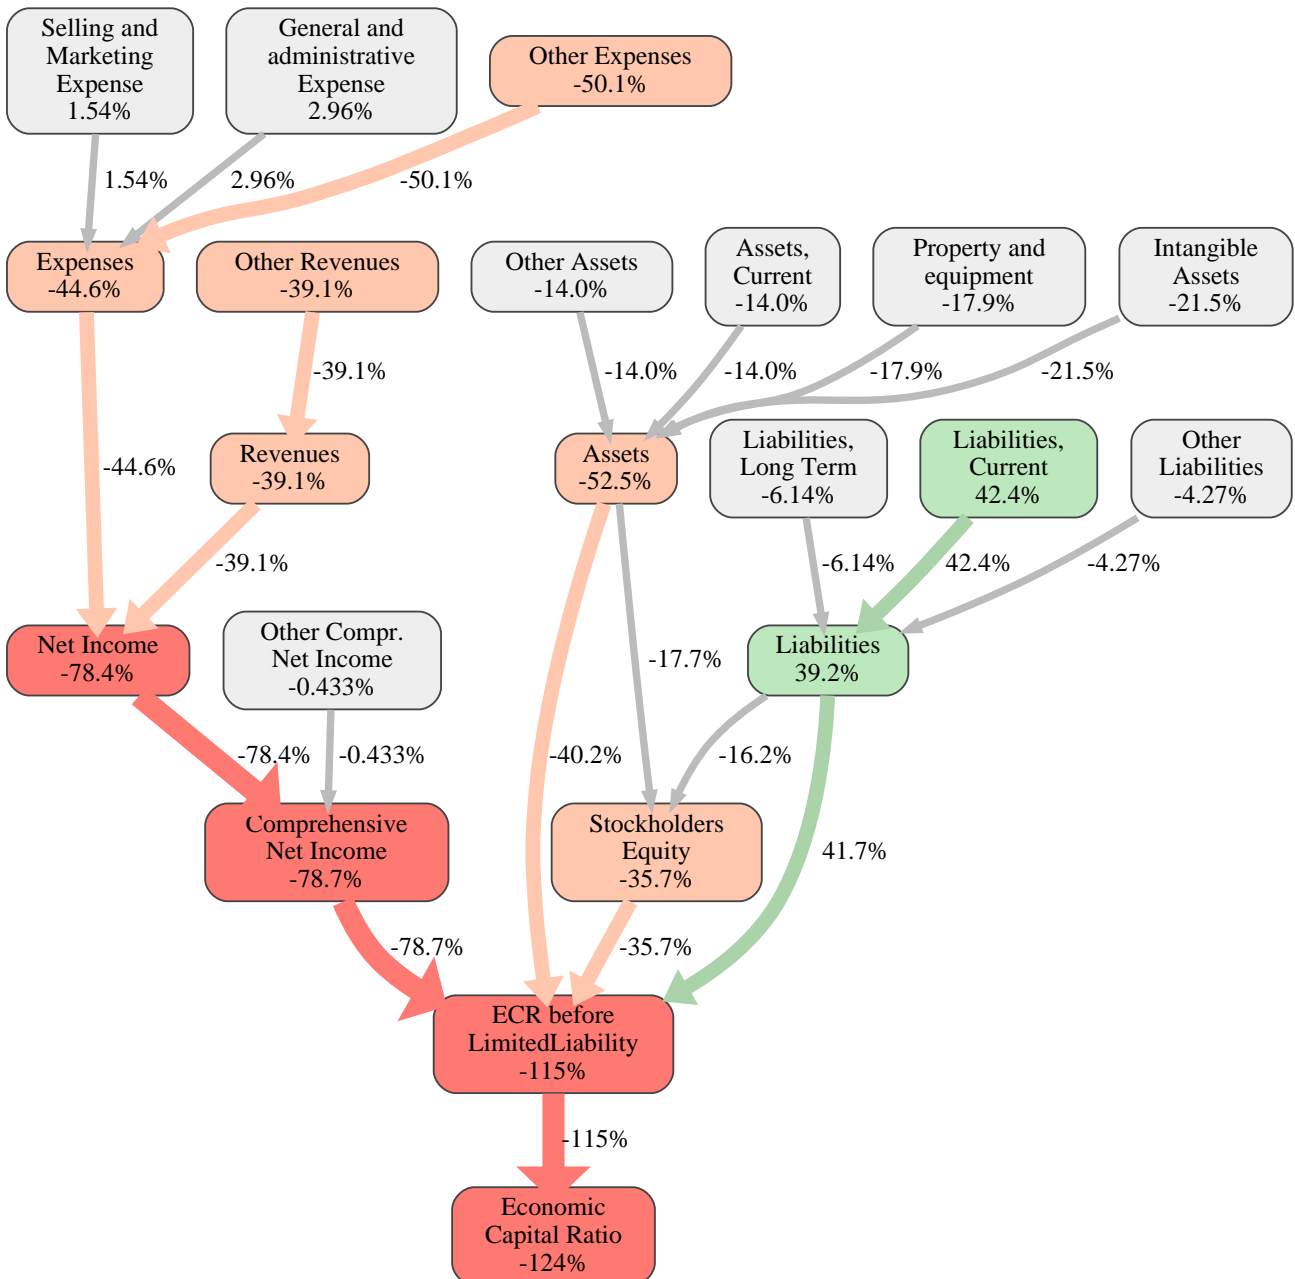 Selling and
Marketing
Expense
1.54%
General and
administrative
Expense
2.96%
Other Expenses
-50.1%
1.54%
2.96%
-50.1%
Expenses
-44.6%
Other Revenues
-39.1%
Other Assets
-14.0%
Assets,
Current
-14.0%
Property and
equipment
-17.9%
Intangible
Assets
-21.5%
-39.1%
-14.0%
-14.0%
-17.9%
-21.5%
-44.6%
Revenues
-39.1%
Assets
-52.5%
Liabilities,
Long Term
-6.14%
Liabilities,
Current
42.4%
Other
Liabilities
-4.27%
-39.1%
-6.14%
42.4%
-4.27%
Net Income
-78.4%
Other Compr.
Net Income
-0.433%
-17.7%
Liabilities
39.2%
-78.4%
-0.433%
-40.2%
-16.2%
Comprehensive
Net Income
-78.7%
Stockholders
Equity
-35.7%
41.7%
-78.7%
-35.7%
ECR before
LimitedLiability
-115%
-115%
Economic
Capital Ratio
-124%